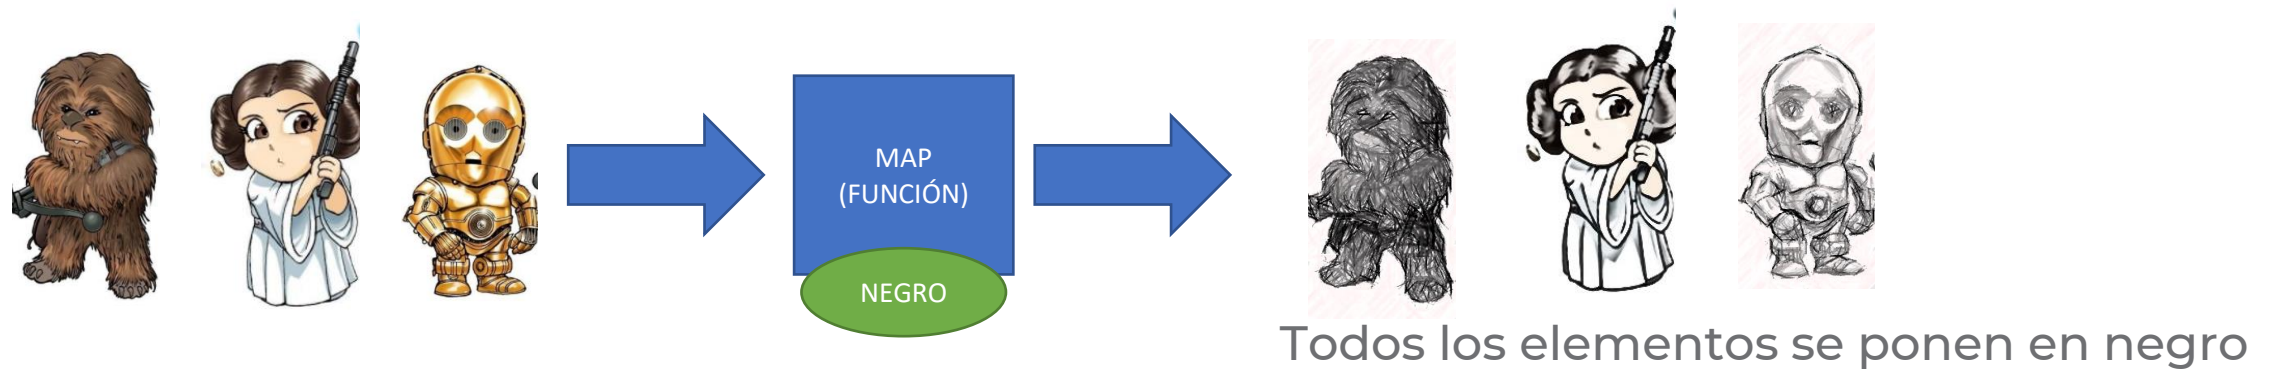 MAP
(FUNCIÓN)
NEGRO
Todos los elementos se ponen en negro